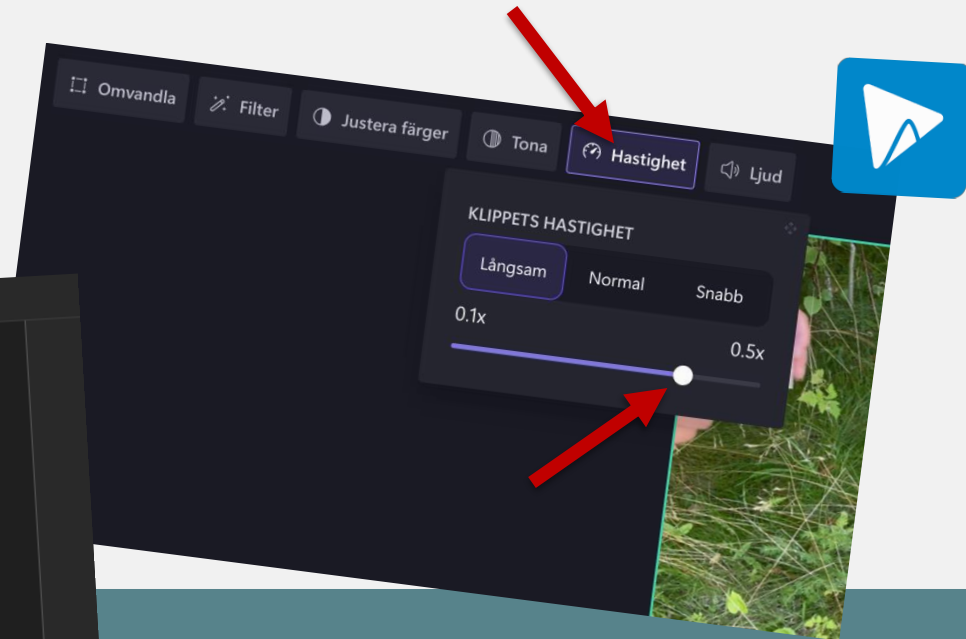 Omvandla
Filter
Justera färger
Tona
Hastighet
Ljud
KLIPPETS HASTIGHET
Långsam
Normal
Snabb
0.1x
0.5x